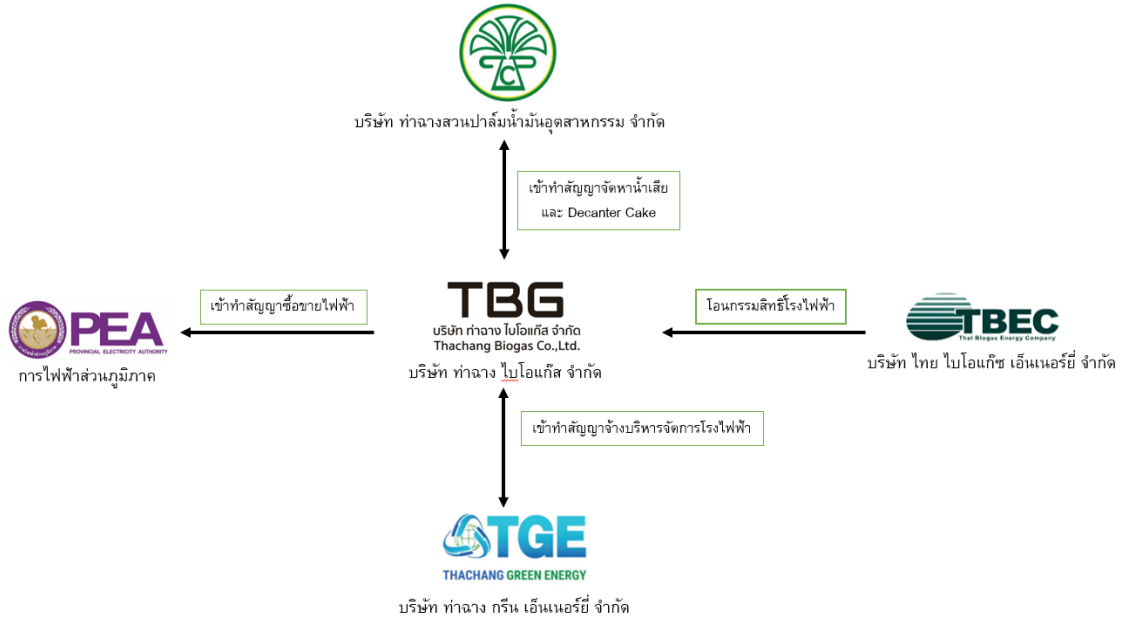 C
บริษัท ท่าฉางสวนปาล์มน้ำมันอุตสาหกรรม จำกัด
เข้าทำสัญญาจัดหาน้ำเสีย
และ Decanter Cake
เข้าทำสัญญาซื้อขายไฟฟ้า
PEA
PROVINCIAL ELECTRICITY AUTHORITY
การไฟฟ้าส่วนภูมิภาค
TBG
บริษัท ท่าฉาง ไบโอแก๊ส จำกัด
Thachang Biogas Co.,Ltd.
บริษัท ท่าฉาง ไบโอแก๊ส จำกัด
โอนกรรมสิทธิ์โรงไฟฟ้า
TBEC
Thai Biogas Energy Company
บริษัท ไทย ไบโอแก๊ซ เอ็นเนอร์ยี่ จำกัด
เข้าทำสัญญาจ้างบริหารจัดการโรงไฟฟ้า
TGE
THACHANG GREEN ENERGY
บริษัท ท่าฉาง กรีน เอ็นเนอร์ยี่ จำกัด